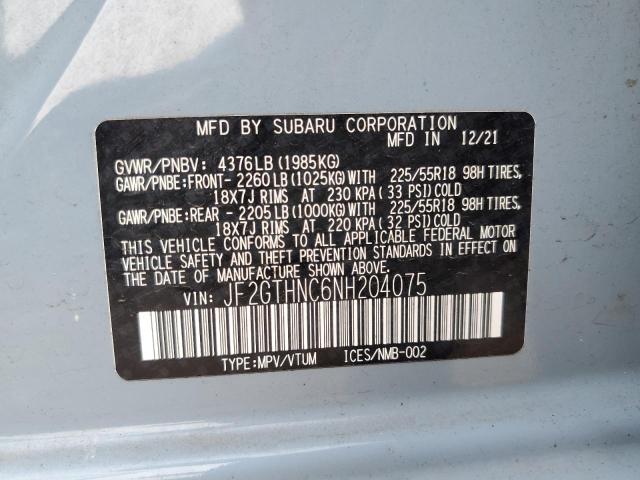 MFD BY SUBARU CORPORATION
MFD IN 12/21
GVWR/PNBV: 4376LB (1985KG)
GAWR/PNBE:FRONT- 2260LB(1025KG)WITH 225/55R18 98H TIRES,
18X7J RIMS AT 230 KPA (33 PSI)COLD
GAWR/PNBE:REAR - 2205LB(1000KG)WITH 225/55R18 98H TIRES,
18X7J RIMS AT 220 KPA(32 PSI)COLD
THIS VEHICLE CONFORMS TO ALL APPLICABLE FEDERAL MOTOR
VEHICLE SAFETY AND THEFT PREVENTION STANDARDS IN EFFECT
ON THE DATE OF MANUFACTURE SHOWN ABOVE.
VIN: JF2GTHNC6NH204075
TYPE:MPV/VTUM ICES/NMB-002